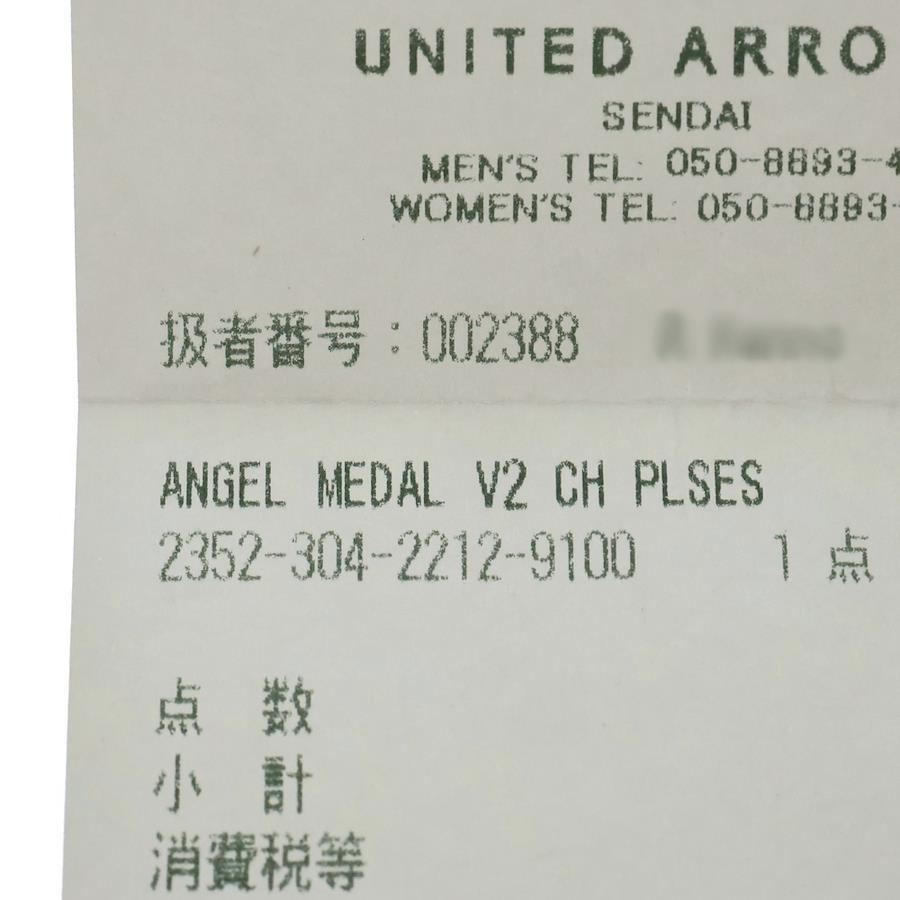 UNITED ARRO
SENDAI
MEN'S TEL: 050-8893-4
WOMEN'S TEL: 050-8893-
扱者番号:002388
ANGEL MEDAL V2 CH PLSES
2352-304-2212-9100 1 点
点 数
小 計
消費税等